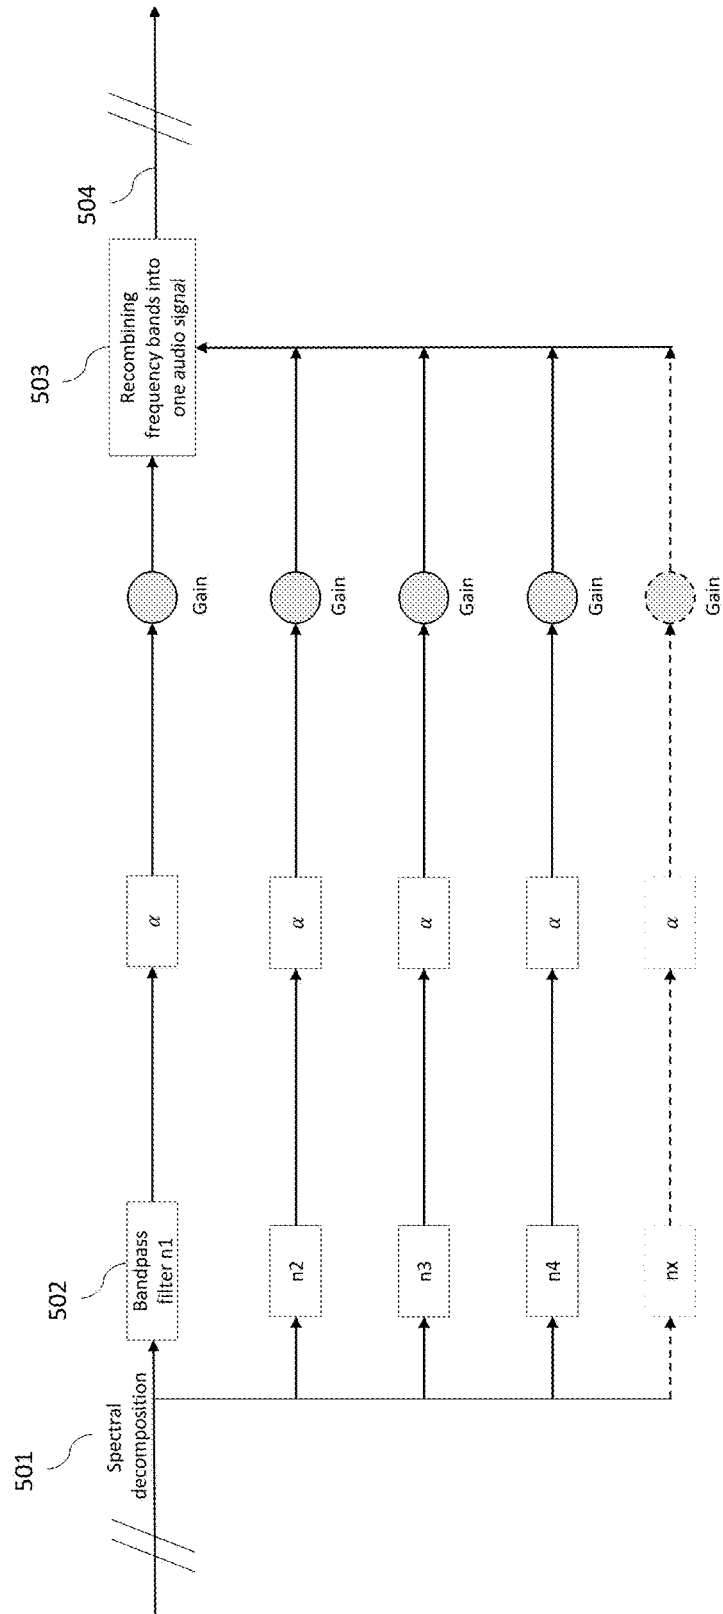 501
Spectral
decomposition
502
Bandpass
filter n1
n2
n3
n4
nx
α
α
α
α
α
Gain
Gain
Gain
Gain
Gain
503
Recombining
frequency bands into
one audio signal
504